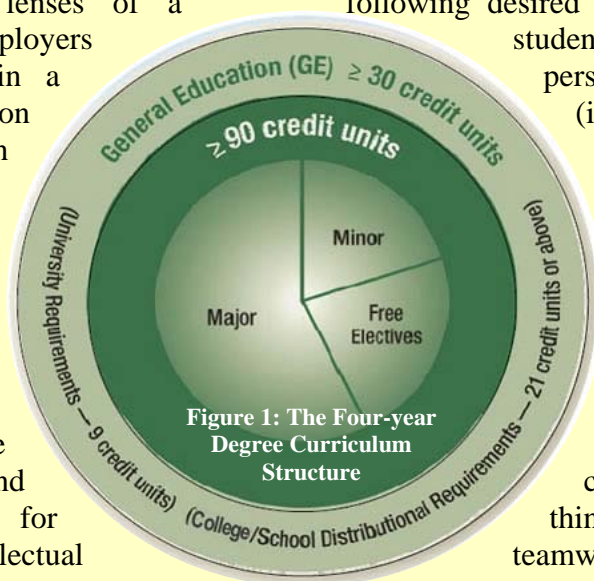 lenses of a
ployers
in a
on
nd
for
lectual
following desired
studen
pers
(i
c
thin
teamw
General Education (GE) ≥ 30 credit units
≥90 credit units
Minor
Major
Free
Electives
Figure 1: The Four-year
Degree Curriculum
Structure
(University Requirements — 9 credit units)
(College/School Distributional Requirements — 21 credit units or above)